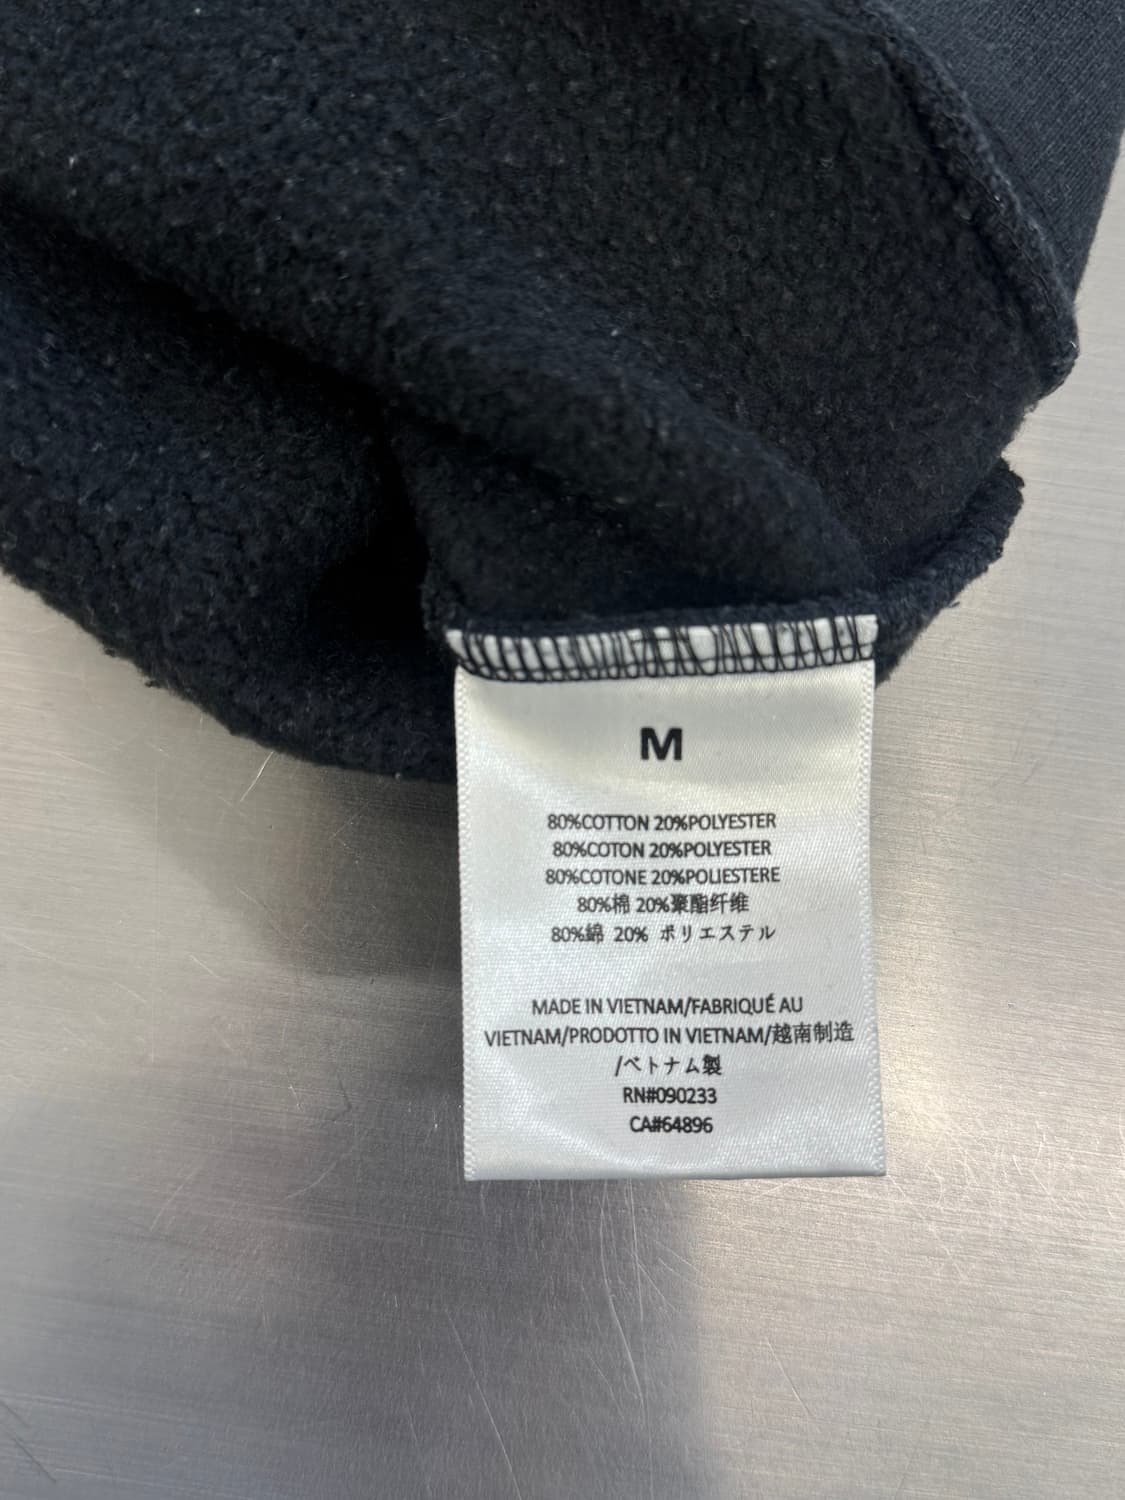 M
80%COTTON 20%POLYESTER
80%COTON 20%POLYESTER
80%COTONE 20%POLIESTERE
80%棉 20%聚酯纤维
80%綿 20% ポリエステル
MADE IN VIETNAM/FABRIQUÉ AU
VIETNAM/PRODOTTO IN VIETNAM/越南制造
/ベトナム製
RN#090233
CA#64896